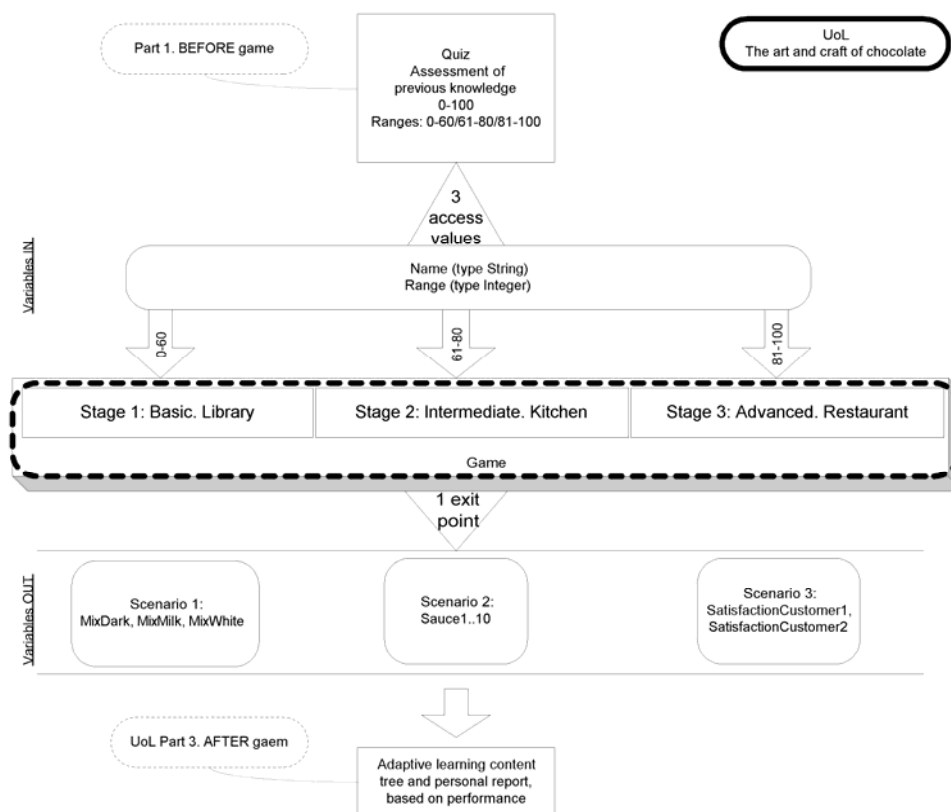 Part 1. BEFORE game
Quiz
Assessment of
previous knowledge
0-100
Ranges: 0-60/61-80/81-100
UoL
The art and craft of chocolate
3
access
values
Variables IN
Name (type String)
Range (type Integer)
0-60
61-80
81-100
Stage 1: Basic. Library
Stage 2: Intermediate. Kitchen
Stage 3: Advanced. Restaurant
Game
1 exit
point
Variables OUT
Scenario 1:
MixDark, MixMilk, MixWhite
Scenario 2:
Sauce1..10
Scenario 3:
SatisfactionCustomer1,
SatisfactionCustomer2
UoL Part 3. AFTER gaem
Adaptive learning content
tree and personal report,
based on performance